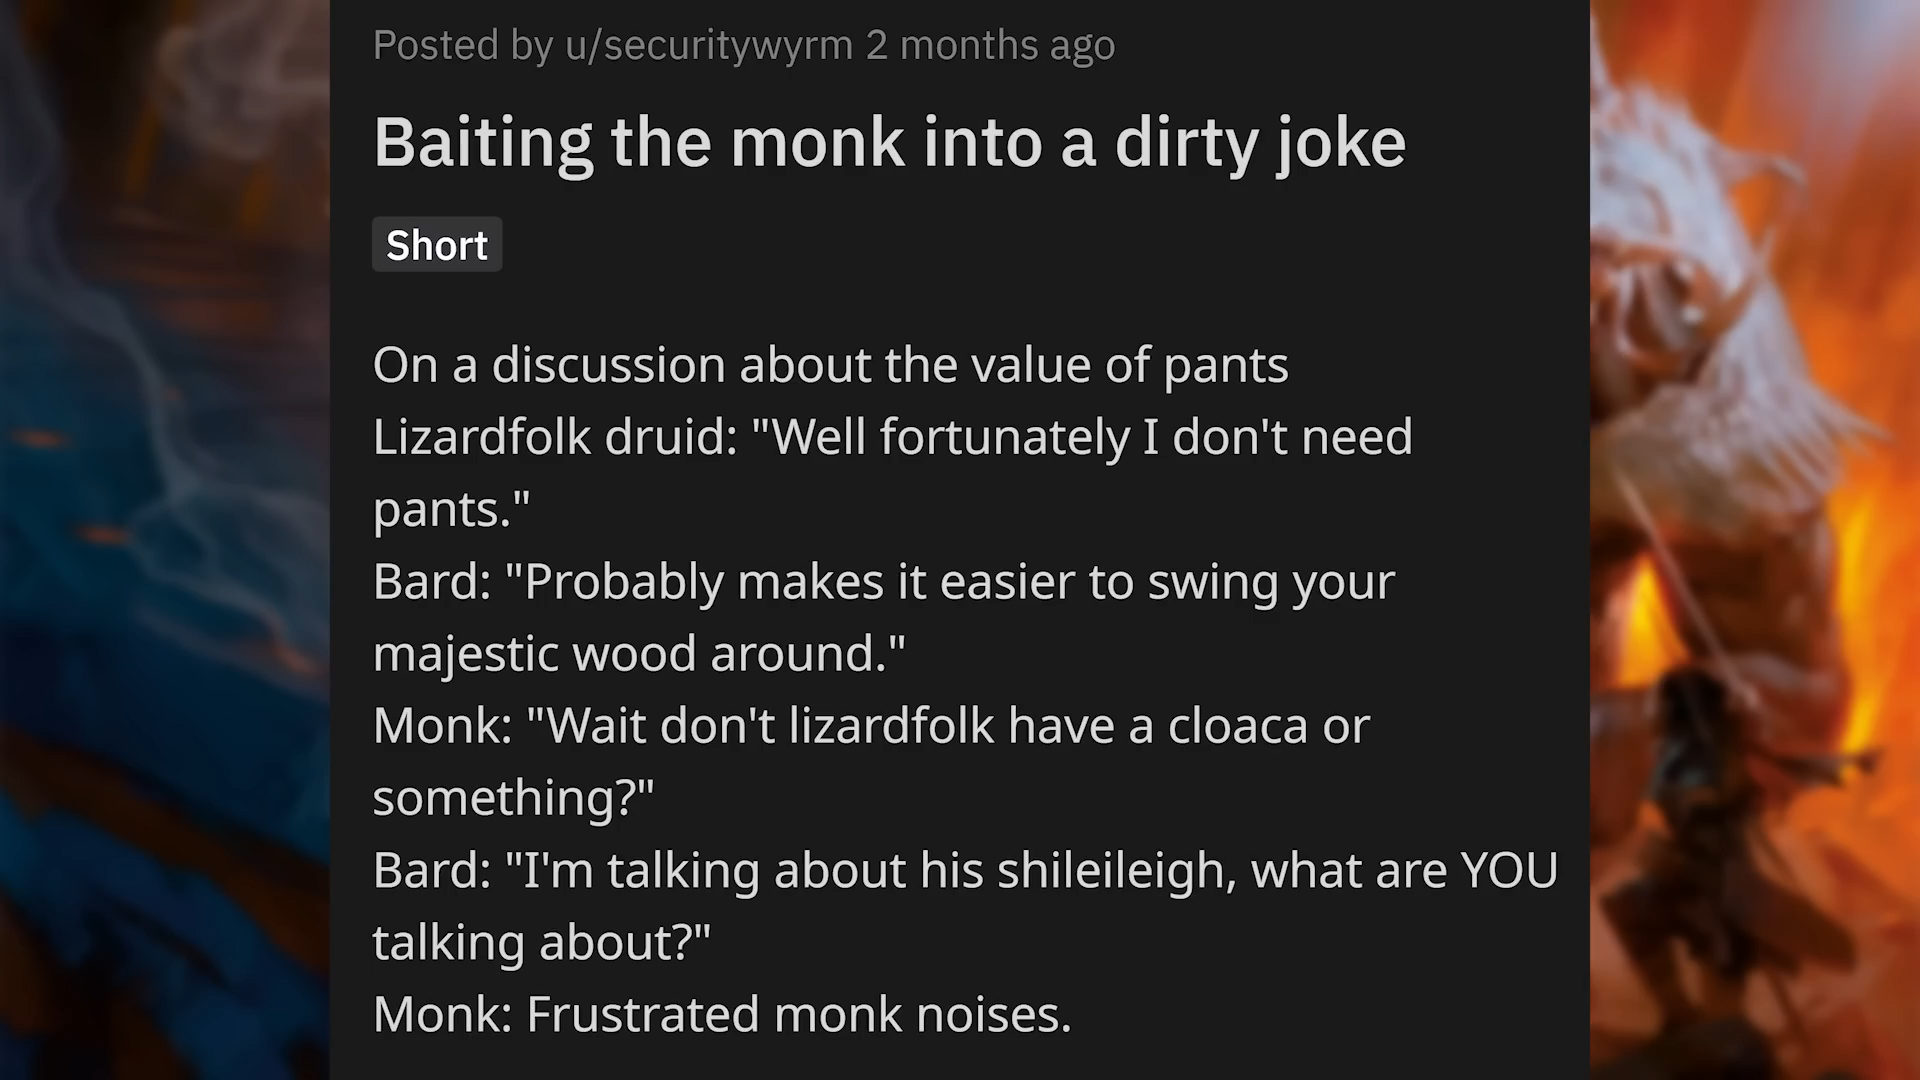 Posted by u/securitywyrm 2 months ago
Baiting the monk into a dirty joke
Short
On a discussion about the value of pants
Lizardfolk druid: "Well fortunately I don't need
pants."
Bard: "Probably makes it easier to swing your
majestic wood around."
Monk: "Wait don't lizardfolk have a cloaca or
something?"
Bard: "I'm talking about his shileileigh, what are YOU
talking about?"
Monk: Frustrated monk noises.